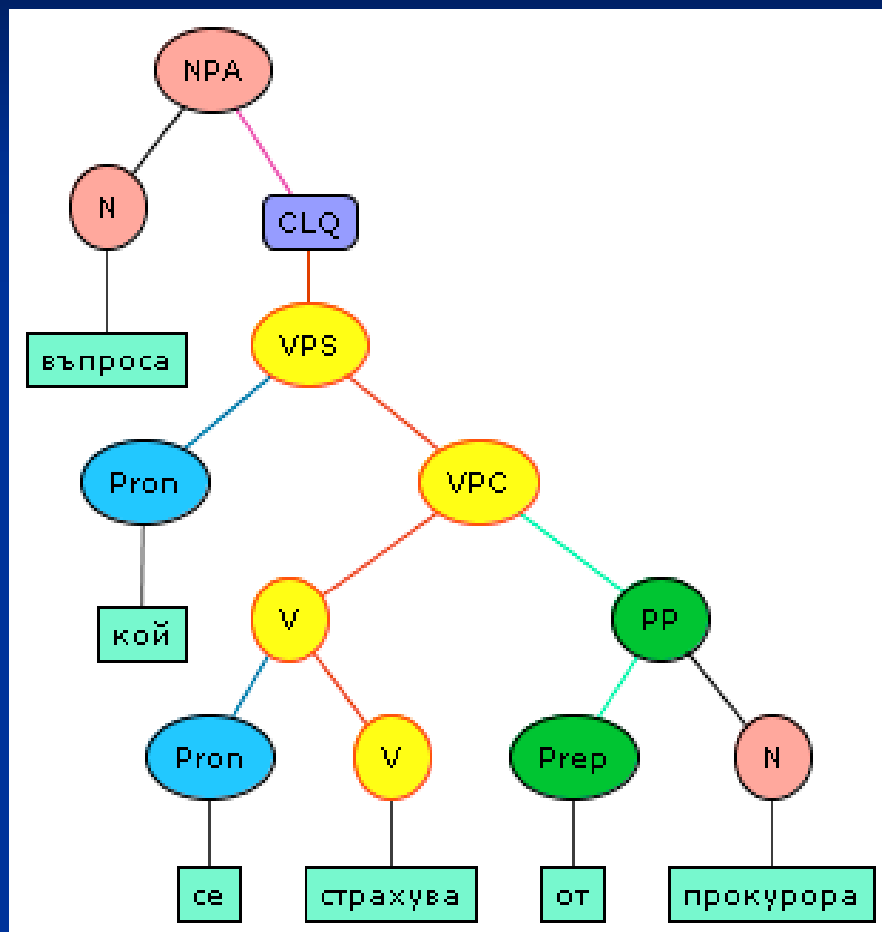 NPA
N
CLQ
въпроса
VPS
Pron
VPC
кой
V
PP
Pron
V
Prep
N
се
страхува
от
прокурора